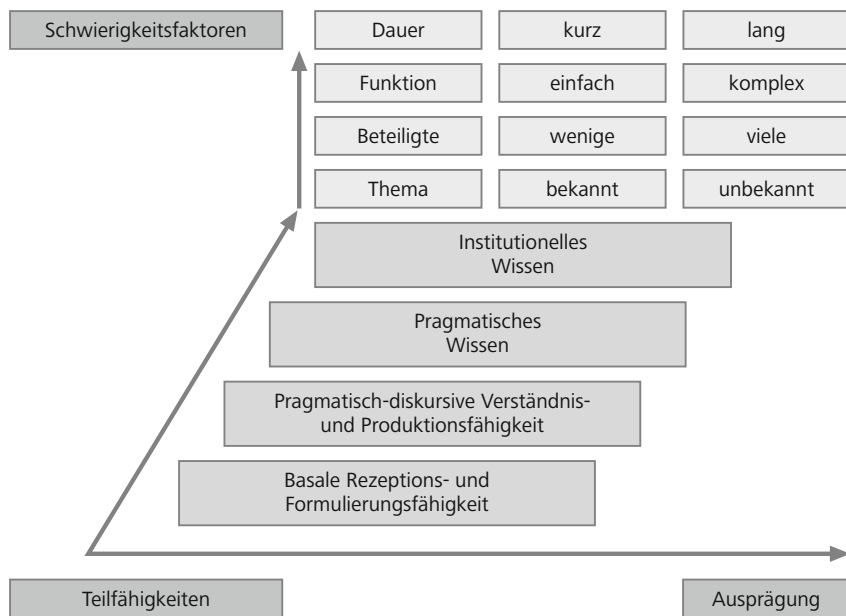 Schwierigkeitsfaktoren Dauer kurz lang
Funktion einfach komplex
Beteiligte wenige viele
Thema bekannt unbekannt
Institutionelles
Wissen
Pragmatisches
Wissen
Pragmatisch-diskursive Verständnis-
und Produktionsfähigkeit
Basale Rezeptions- und
Formulierungsfähigkeit
Teilfähigkeiten Ausprägung